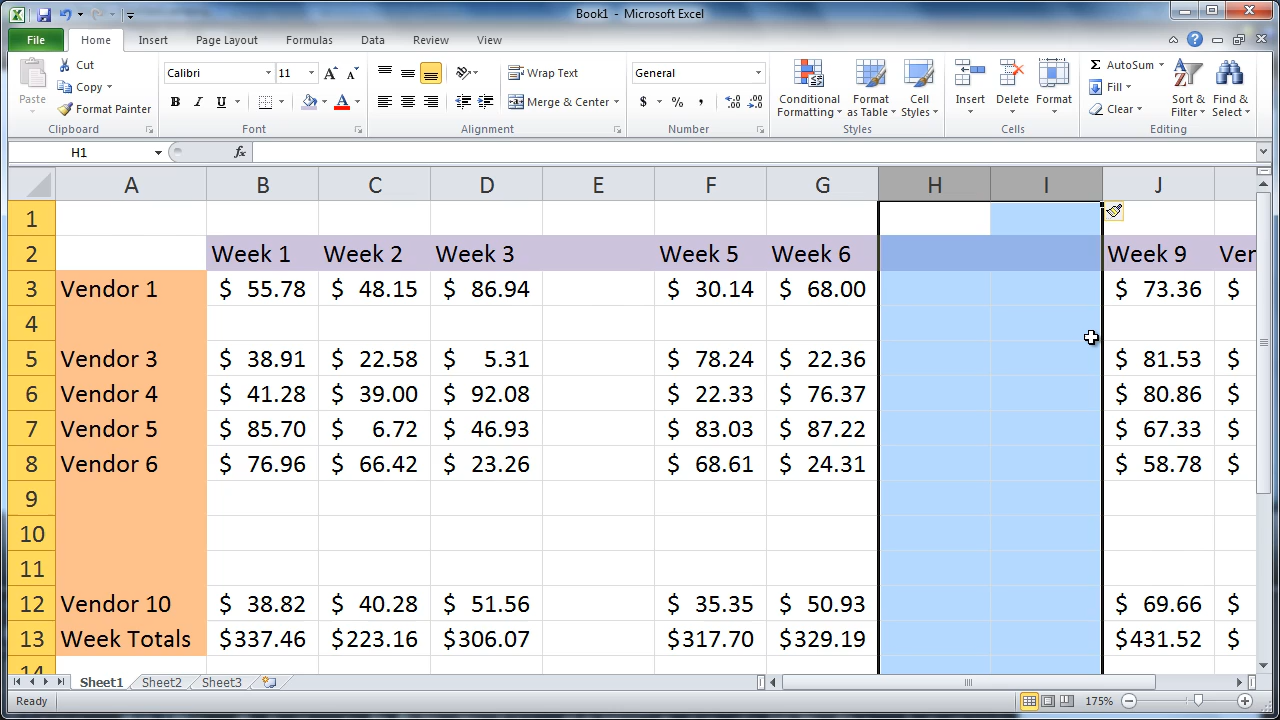 Book1 - Microsoft Excel
File Home Insert Page Layout Formulas Data Review View
Paste
Cut
Copy
Format Painter
Clipboard
Calibri 11
B I U
Font
Wrap Text
Merge & Center
Alignment
General
$ % ,
Number
Conditional Formatting
Format as Table
Cell Styles
Styles
Insert Delete Format
Cells
Σ AutoSum
Fill
Clear
Sort & Filter
Find & Select
Editing
H1 fx
A B C D E F G H I J
1
2 Week 1 Week 2 Week 3 Week 5 Week 6 Week 9 Ver
3 Vendor 1 $ 55.78 $ 48.15 $ 86.94 $ 30.14 $ 68.00 $ 73.36 $
4
5 Vendor 3 $ 38.91 $ 22.58 $ 5.31 $ 78.24 $ 22.36 $ 81.53 $
6 Vendor 4 $ 41.28 $ 39.00 $ 92.08 $ 22.33 $ 76.37 $ 80.86 $
7 Vendor 5 $ 85.70 $ 6.72 $ 46.93 $ 83.03 $ 87.22 $ 67.33 $
8 Vendor 6 $ 76.96 $ 66.42 $ 23.26 $ 68.61 $ 24.31 $ 58.78 $
9
10
11
12 Vendor 10 $ 38.82 $ 40.28 $ 51.56 $ 35.35 $ 50.93 $ 69.66 $
13 Week Totals $337.46 $223.16 $306.07 $317.70 $329.19 $431.52 $
14
Sheet1 Sheet2 Sheet3
Ready 175%